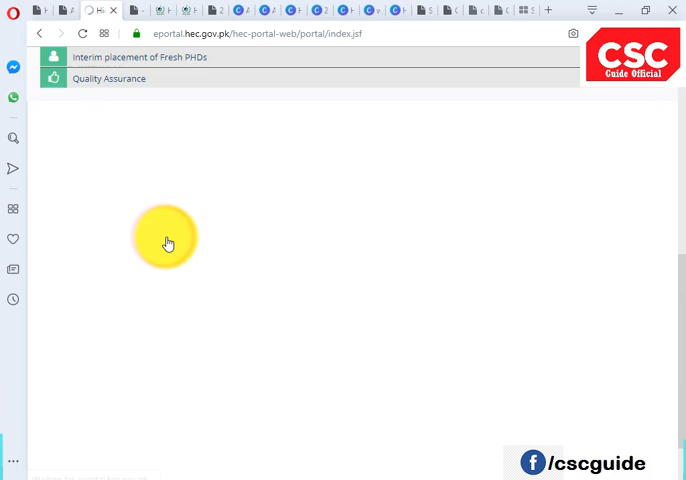 eportal.hec.gov.pk/hec-portal-web/portal/index.jsf
Interim placement of Fresh PHDs
Quality Assurance
CSC
Guide Official
/cscguide